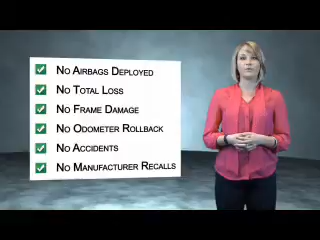 No Airbags Deployed
No Total Loss
No Frame Damage
No Odometer Rollback
No Accidents
No Manufacturer Recalls